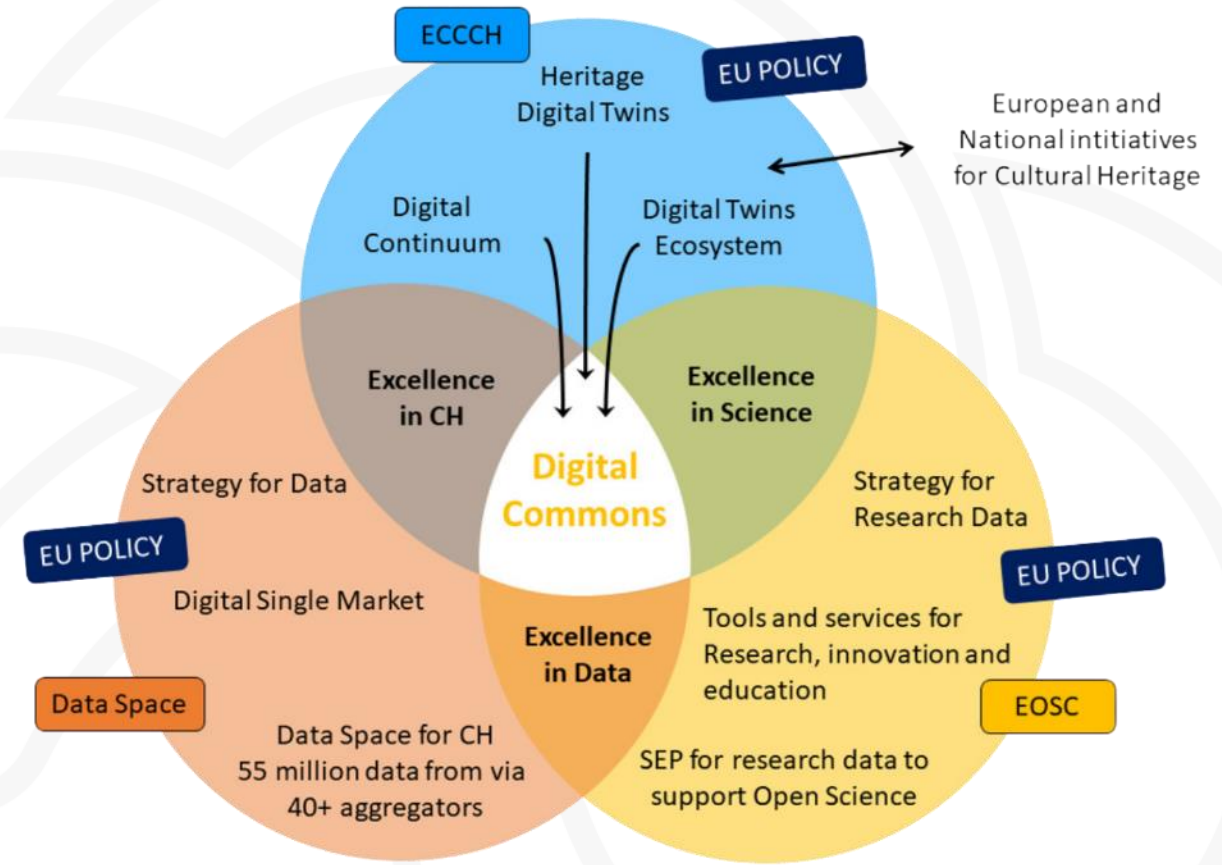 ECCCH
EU POLICY
Heritage
Digital Twins
European and
National intitiatives
for Cultural Heritage
Digital
Continuum
Digital Twins
Ecosystem
Excellence
in CH
Excellence
in Science
Digital
Commons
Strategy for Data
EU POLICY
Digital Single Market
Data Space
Data Space for CH
55 million data from via
40+ aggregators
Excellence
in Data
Strategy for
Research Data
EU POLICY
Tools and services for
Research, innovation and
education
EOSC
SEP for research data to
support Open Science